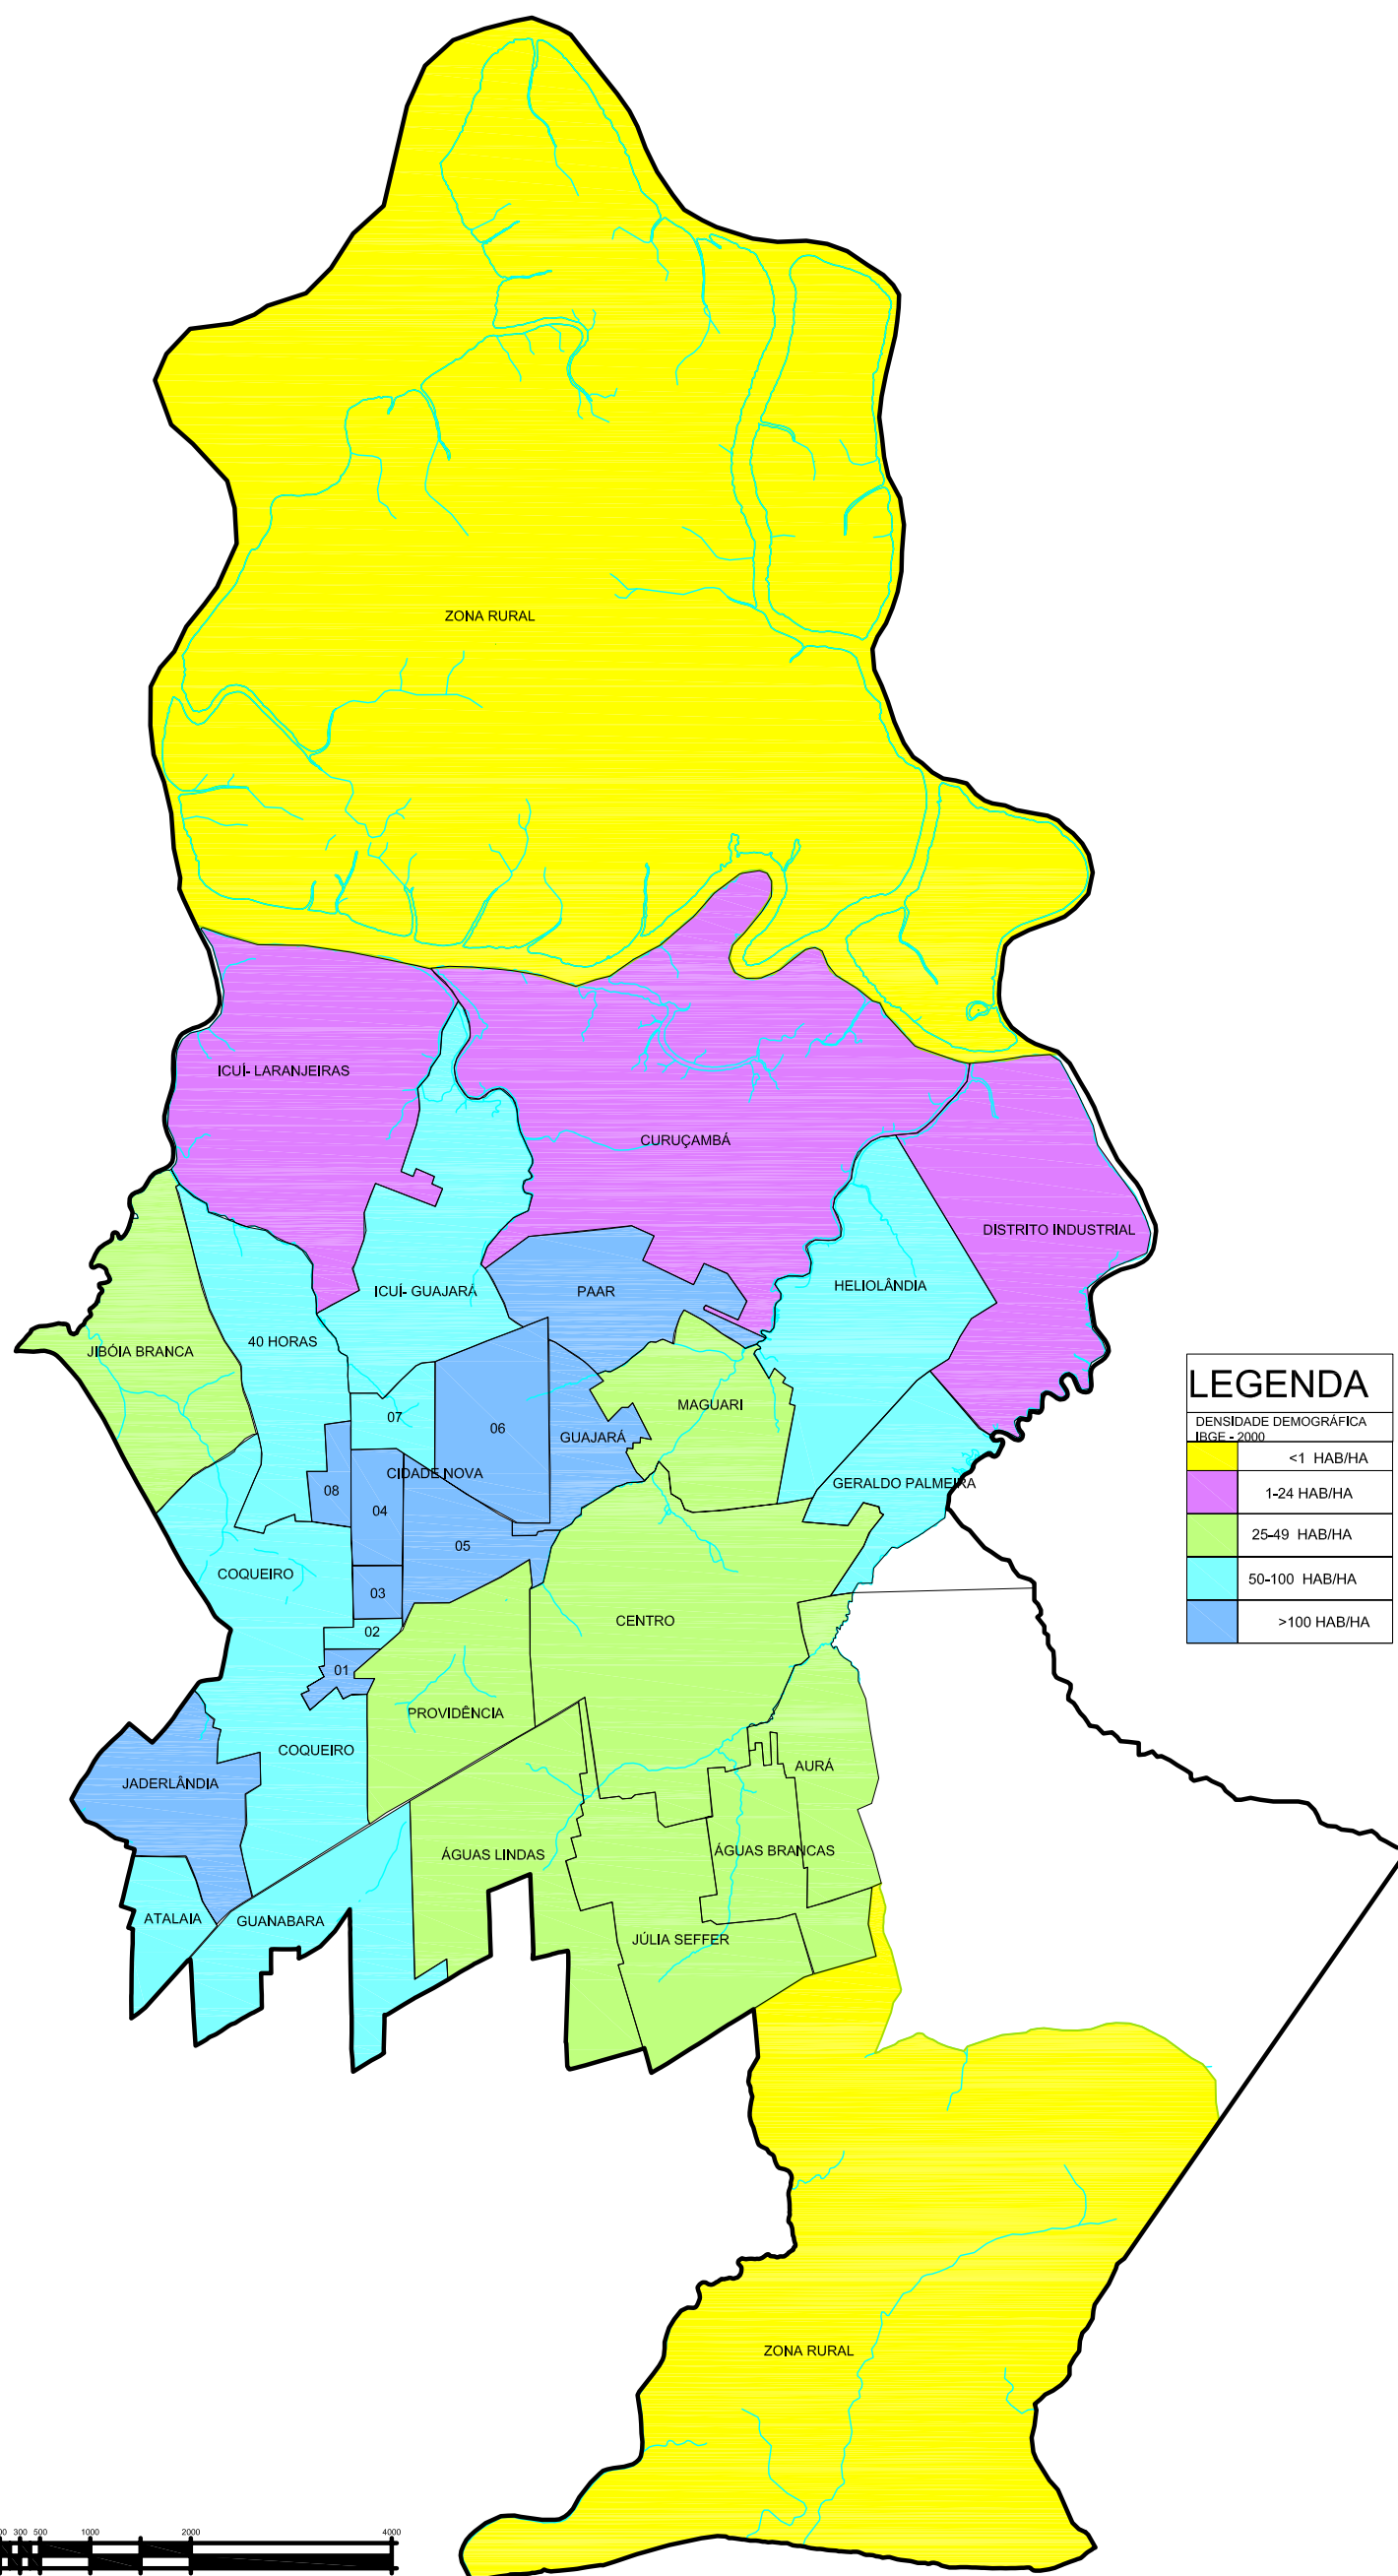 ZONA RURAL
ICUÍ- LARANJEIRAS
CURUÇAMBÁ
DISTRITO INDUSTRIAL
HELIOLÂNDIA
ICUÍ- GUAJARÁ
PAAR
40 HORAS
JIBÓIA BRANCA
MAGUARI
07
06
GUAJARÁ
CIDADE NOVA
GERALDO PALMEIRA
08
04
05
COQUEIRO
03
CENTRO
02
01
PROVIDÊNCIA
COQUEIRO
AURÁ
JADERLÂNDIA
ÁGUAS LINDAS
ÁGUAS BRANCAS
ATALAIA
GUANABARA
JÚLIA SEFFER
ZONA RURAL
LEGENDA
DENSIDADE DEMOGRÁFICA
IBGE - 2000
<1 HAB/HA
1-24 HAB/HA
25-49 HAB/HA
50-100 HAB/HA
>100 HAB/HA
300 500 1000 2000 4000